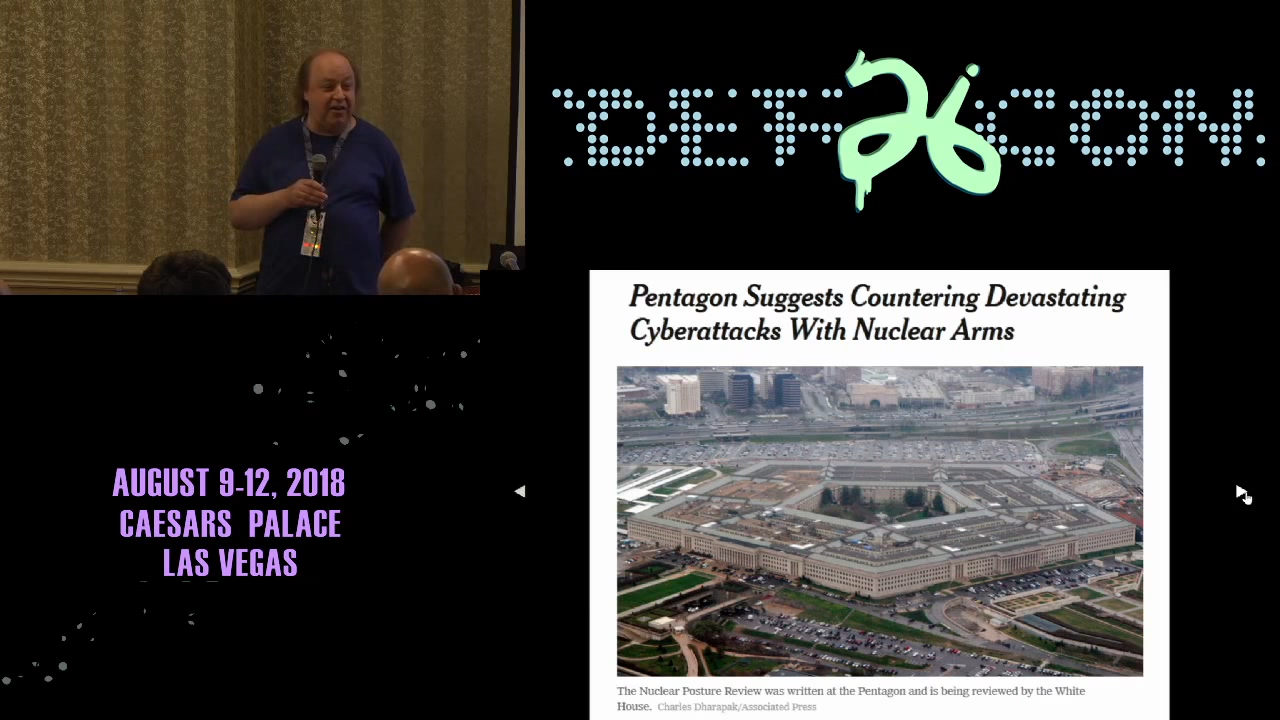 DEF CON
26
Pentagon Suggests Countering Devastating
Cyberattacks With Nuclear Arms
AUGUST 9-12, 2018
CAESARS PALACE
LAS VEGAS
The Nuclear Posture Review was written at the Pentagon and is being reviewed by the White
House. Charles Dharapak/Associated Press